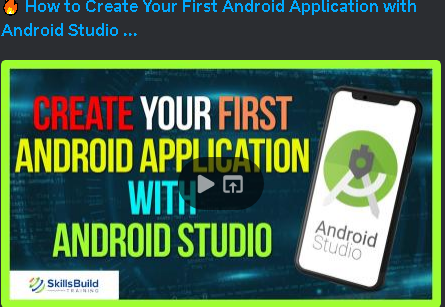 🔥 How to Create Your First Android Application with
Android Studio ...
CREATE YOUR FIRST
ANDROID APPLICATION
WITH
ANDROID STUDIO
Android
Studio
SkillsBuild
TRAINING